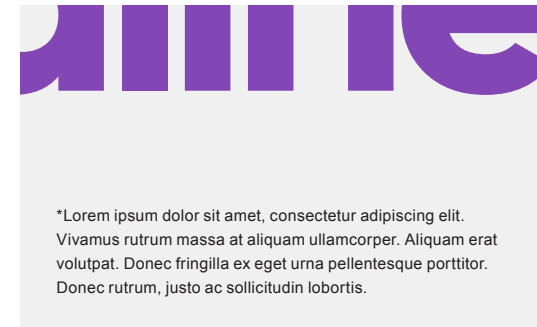 *Lorem ipsum dolor sit amet, consectetur adipiscing elit.
Vivamus rutrum massa at aliquam ullamcorper. Aliquam erat
volutpat. Donec fringilla ex eget urna pellentesque porttitor.
Donec rutrum, justo ac sollicitudin lobortis.